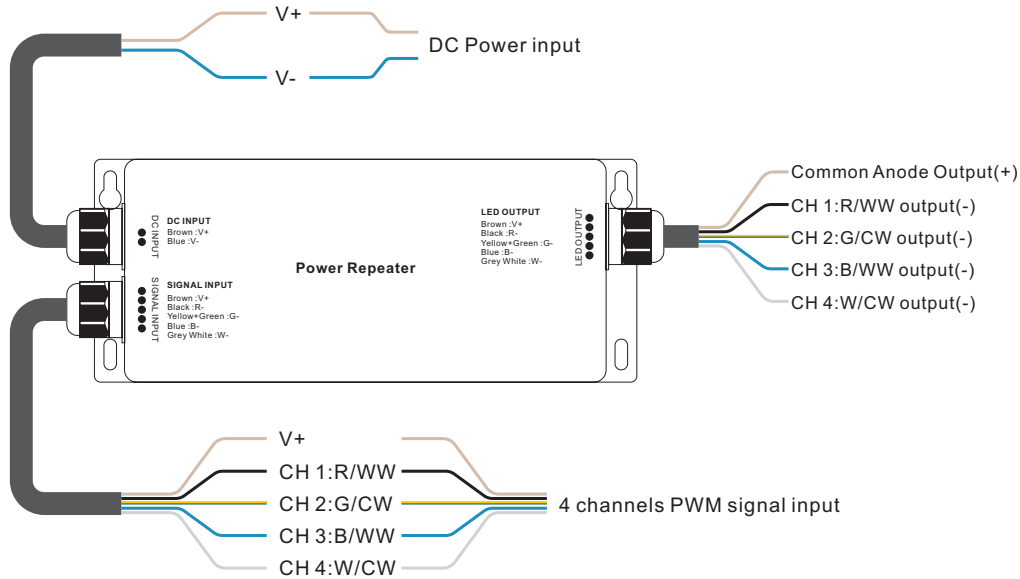 V+
V-
DC Power input
DC INPUT
DC INPUT
Brown :V+
Blue :V-
SIGNAL INPUT
SIGNAL INPUT
Brown :V+
Black :R-
Yellow+Green :G-
Blue :B-
Grey White :W-
Power Repeater
LED OUTPUT
Brown :V+
Black :R-
Yellow+Green :G-
Blue :B-
Grey White :W-
LED OUTPUT
Common Anode Output(+)
CH 1:R/WW output(-)
CH 2:G/CW output(-)
CH 3:B/WW output(-)
CH 4:W/CW output(-)
V+
CH 1:R/WW
CH 2:G/CW
CH 3:B/WW
CH 4:W/CW
4 channels PWM signal input